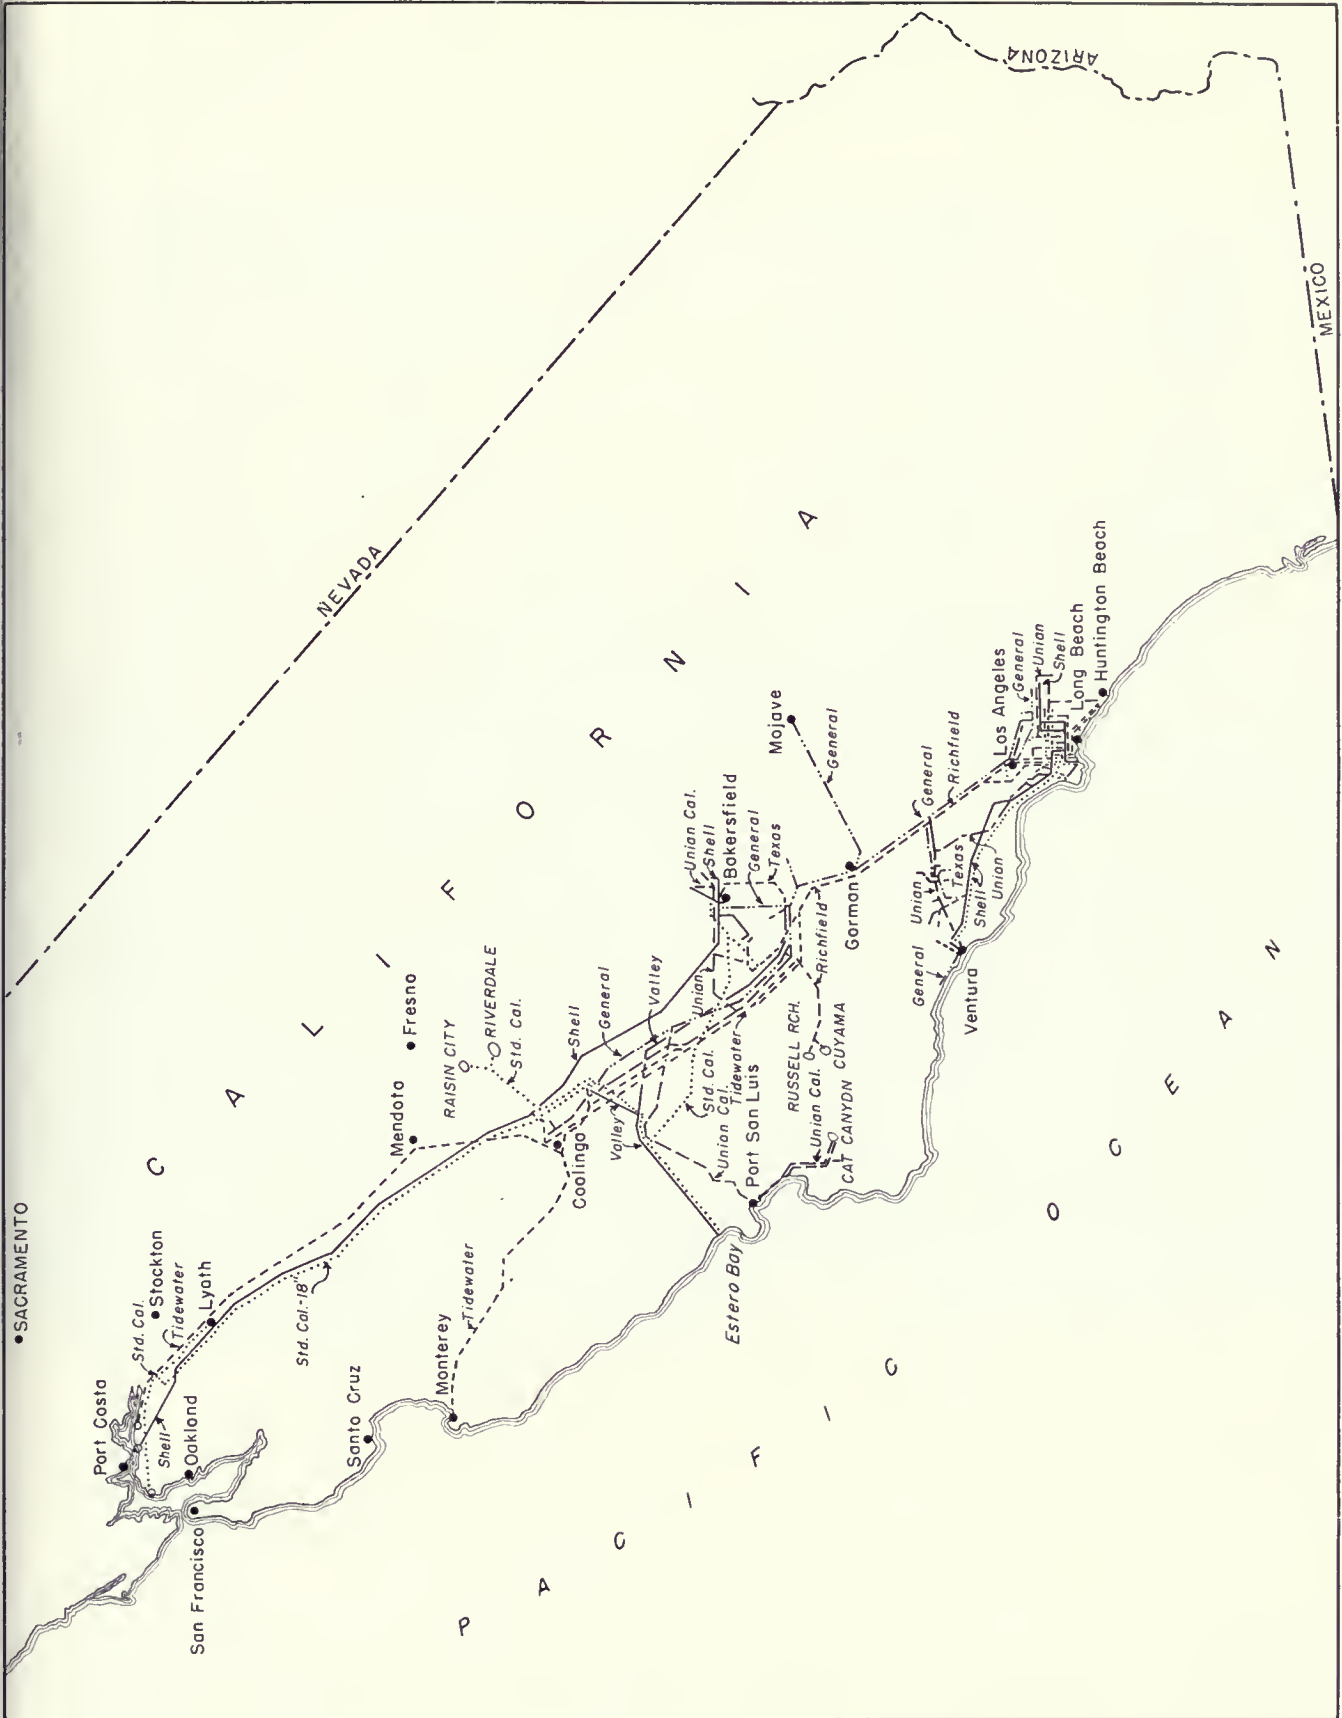 SACRAMENTO
NEVADA
ARIZONA
MEXICO
CALIFORNIA
PACIFIC
OCEAN
Port Costa
Std. Cal.
Stockton
Tidewater
Lyoth
Shell
Oakland
San Francisco
Std. Cal.-18"
Santa Cruz
Monterey
Tidewater
Mendota
Fresno
RAISIN CITY
RIVERDALE
Std. Cal.
Shell
General
Valley
Union
Coalinga
Valley
Std. Cal.
Tidewater
Union Cal.
Port San Luis
Estero Bay
Union Cal.
Shell
Bakersfield
General
Texas
Mojave
General
Gorman
Richfield
RUSSELL RCH.
Union Cal.
CUYAMA
CAT CANYON
General
Richfield
Union
Texas
Shell
Union
General
Ventura
Los Angeles
General
Union
Shell
Long Beach
Huntington Beach